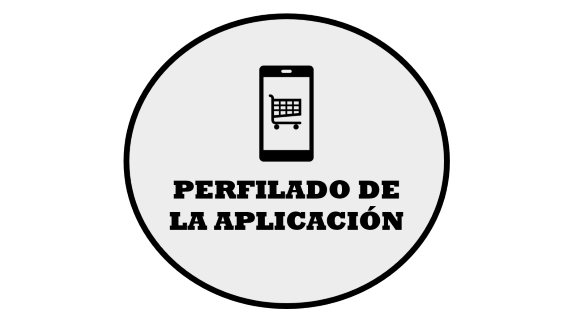 PERFILADO DE
LA APLICACIÓN